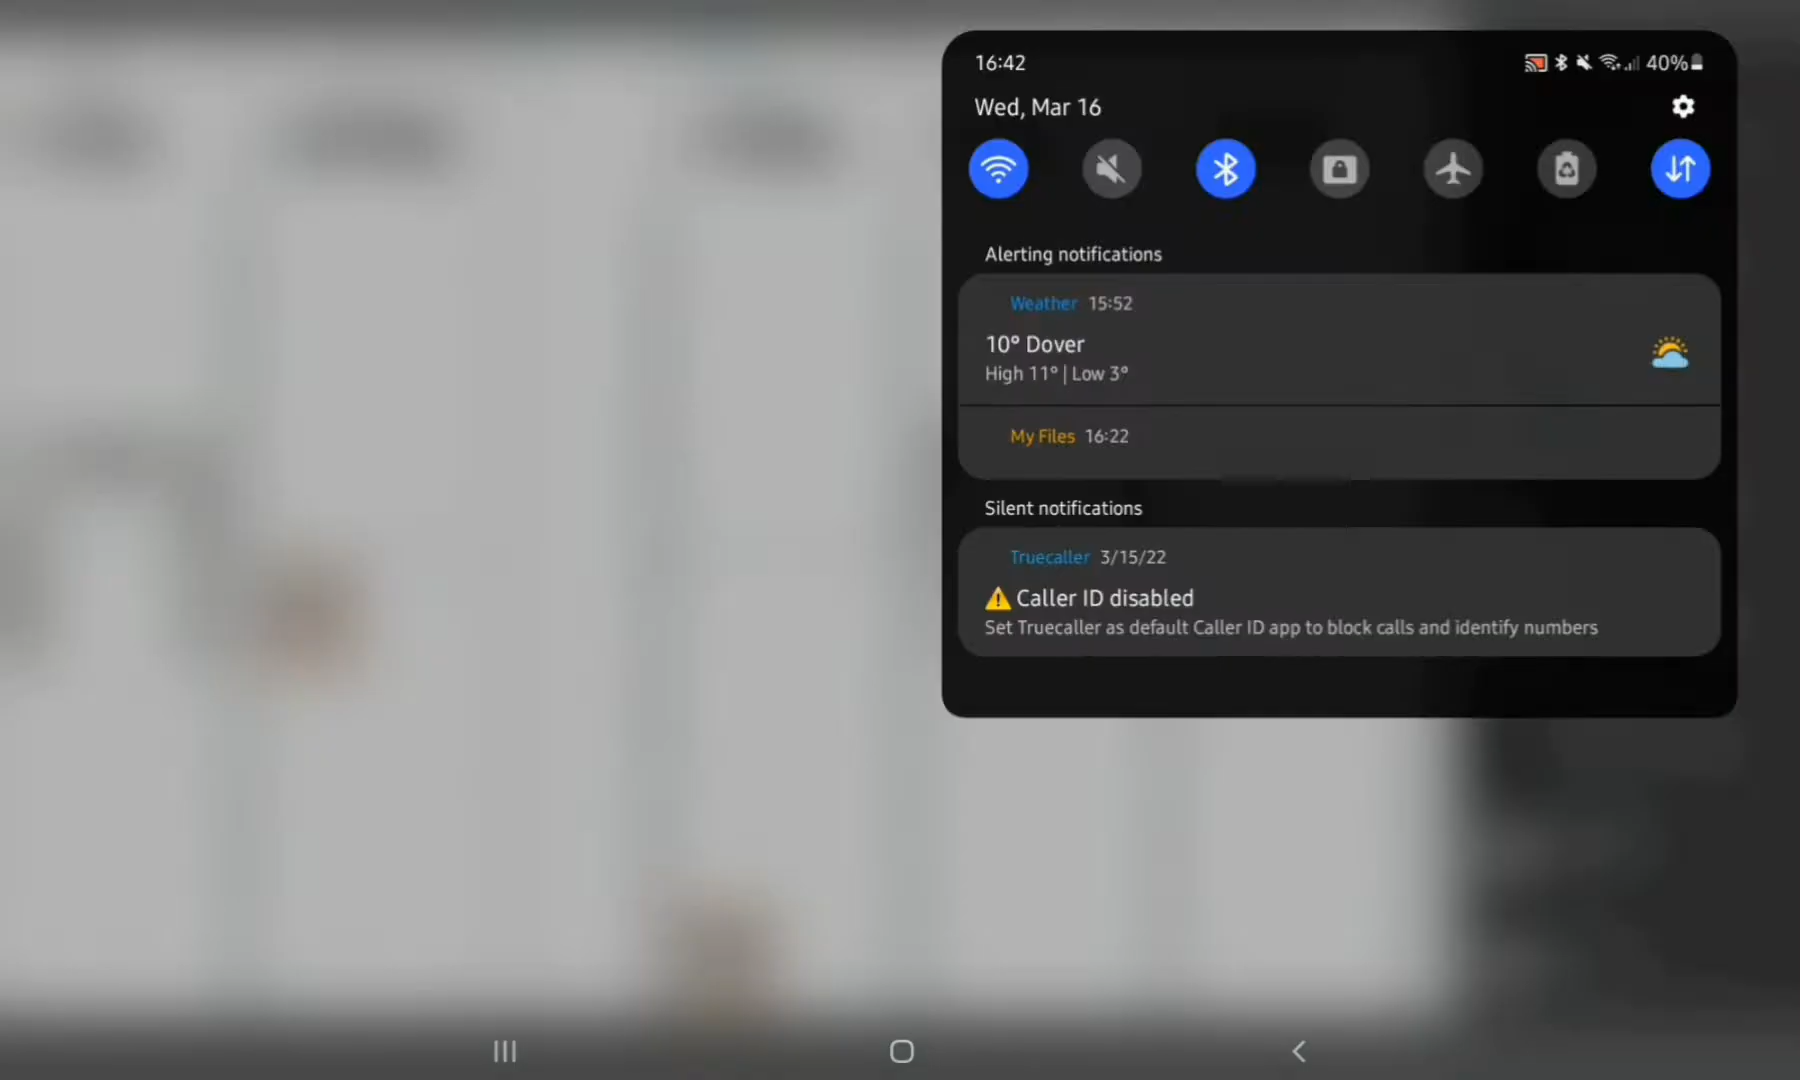 16:42
40%
Wed, Mar 16
Alerting notifications
Weather 15:52
10° Dover
High 11° | Low 3°
My Files 16:22
Silent notifications
Truecaller 3/15/22
Caller ID disabled
Set Truecaller as default Caller ID app to block calls and identify numbers